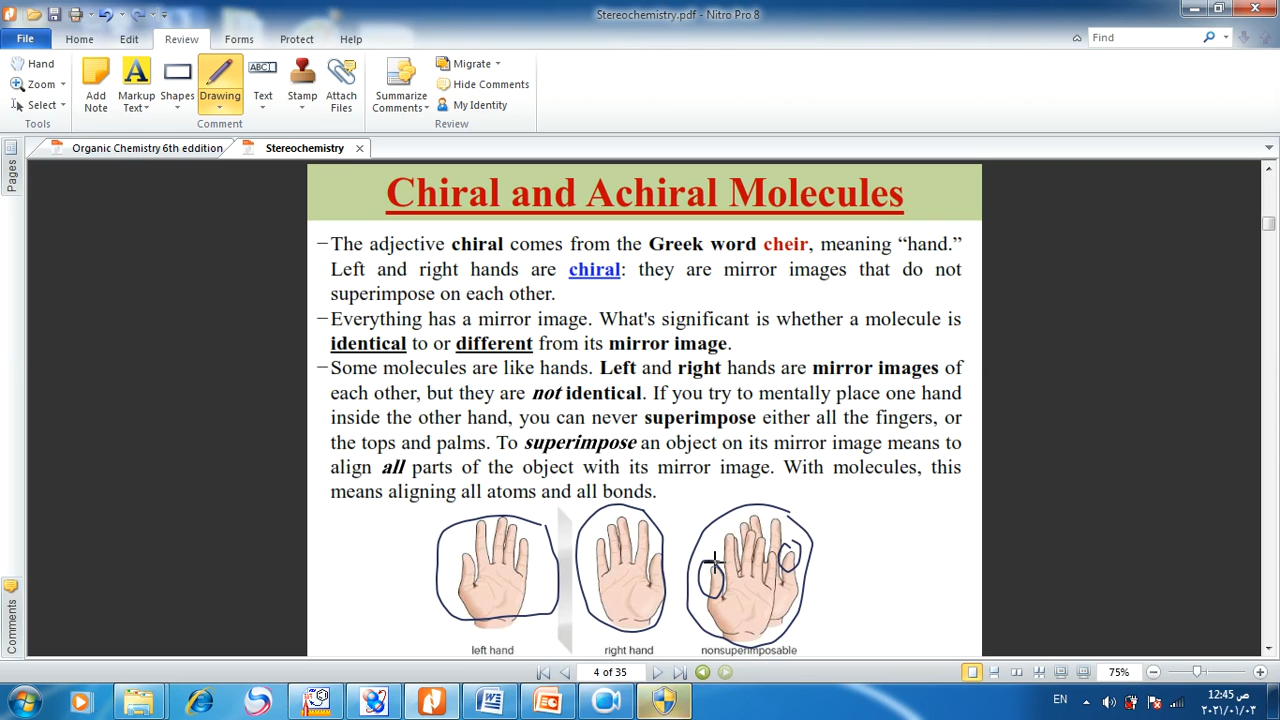 Stereochemistry.pdf - Nitro Pro 8
File Home Edit Review Forms Protect Help
Find
Hand
Zoom
Select
Tools
Add Note
Markup Text
Shapes
Drawing
ABC
Text
Stamp
Attach Files
Comment
Summarize Comments
Migrate
Hide Comments
My Identity
Review
Organic Chemistry 6th eddition
Stereochemistry
Pages
Comments
Chiral and Achiral Molecules
–The adjective chiral comes from the Greek word cheir, meaning “hand.”
Left and right hands are chiral: they are mirror images that do not
superimpose on each other.
–Everything has a mirror image. What's significant is whether a molecule is
identical to or different from its mirror image.
–Some molecules are like hands. Left and right hands are mirror images of
each other, but they are not identical. If you try to mentally place one hand
inside the other hand, you can never superimpose either all the fingers, or
the tops and palms. To superimpose an object on its mirror image means to
align all parts of the object with its mirror image. With molecules, this
means aligning all atoms and all bonds.
left hand right hand nonsuperimposable
4 of 35
75%
EN
12:45 ص
٢٠٢١/٠١/٠٣